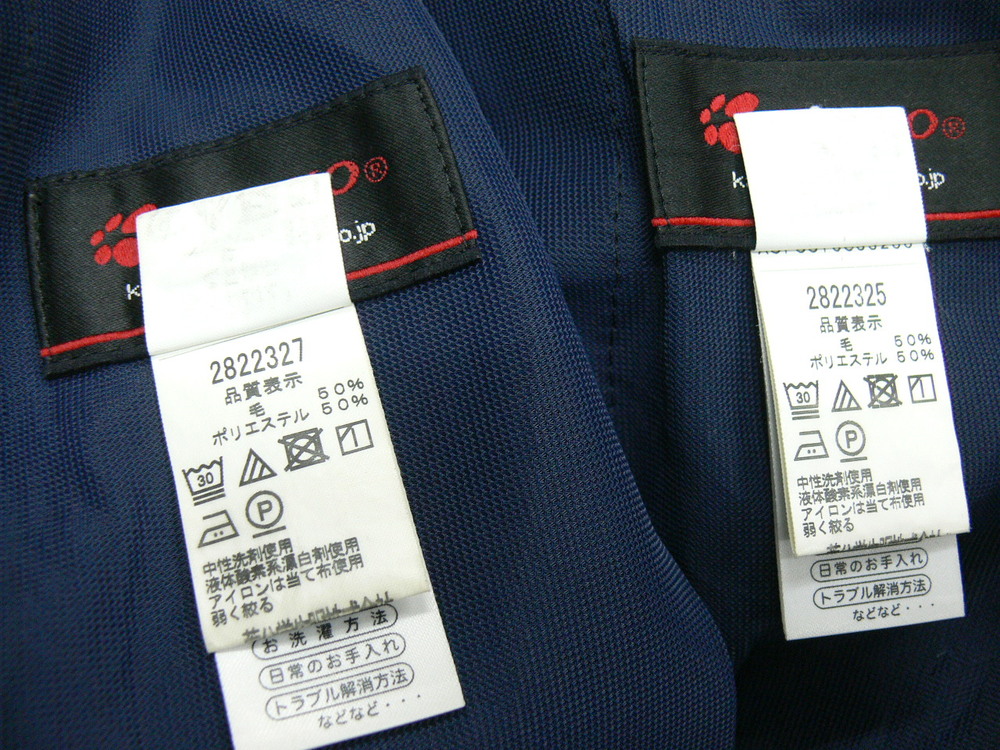 O®
o.jp
2822327
品質表示
毛 50%
ポリエステル 50%
30
1
P
中性洗剤使用
液体酸素系漂白剤使用
アイロンは当て布使用
弱く絞る
お洗濯方法
日常のお手入れ
トラブル解消方法
などなど・・・
O®
k
o.jp
2822325
品質表示
毛 50%
ポリエステル 50%
30
1
P
中性洗剤使用
液体酸素系漂白剤使用
アイロンは当て布使用
弱く絞る
日常のお手入れ
トラブル解消方法
などなど・・・